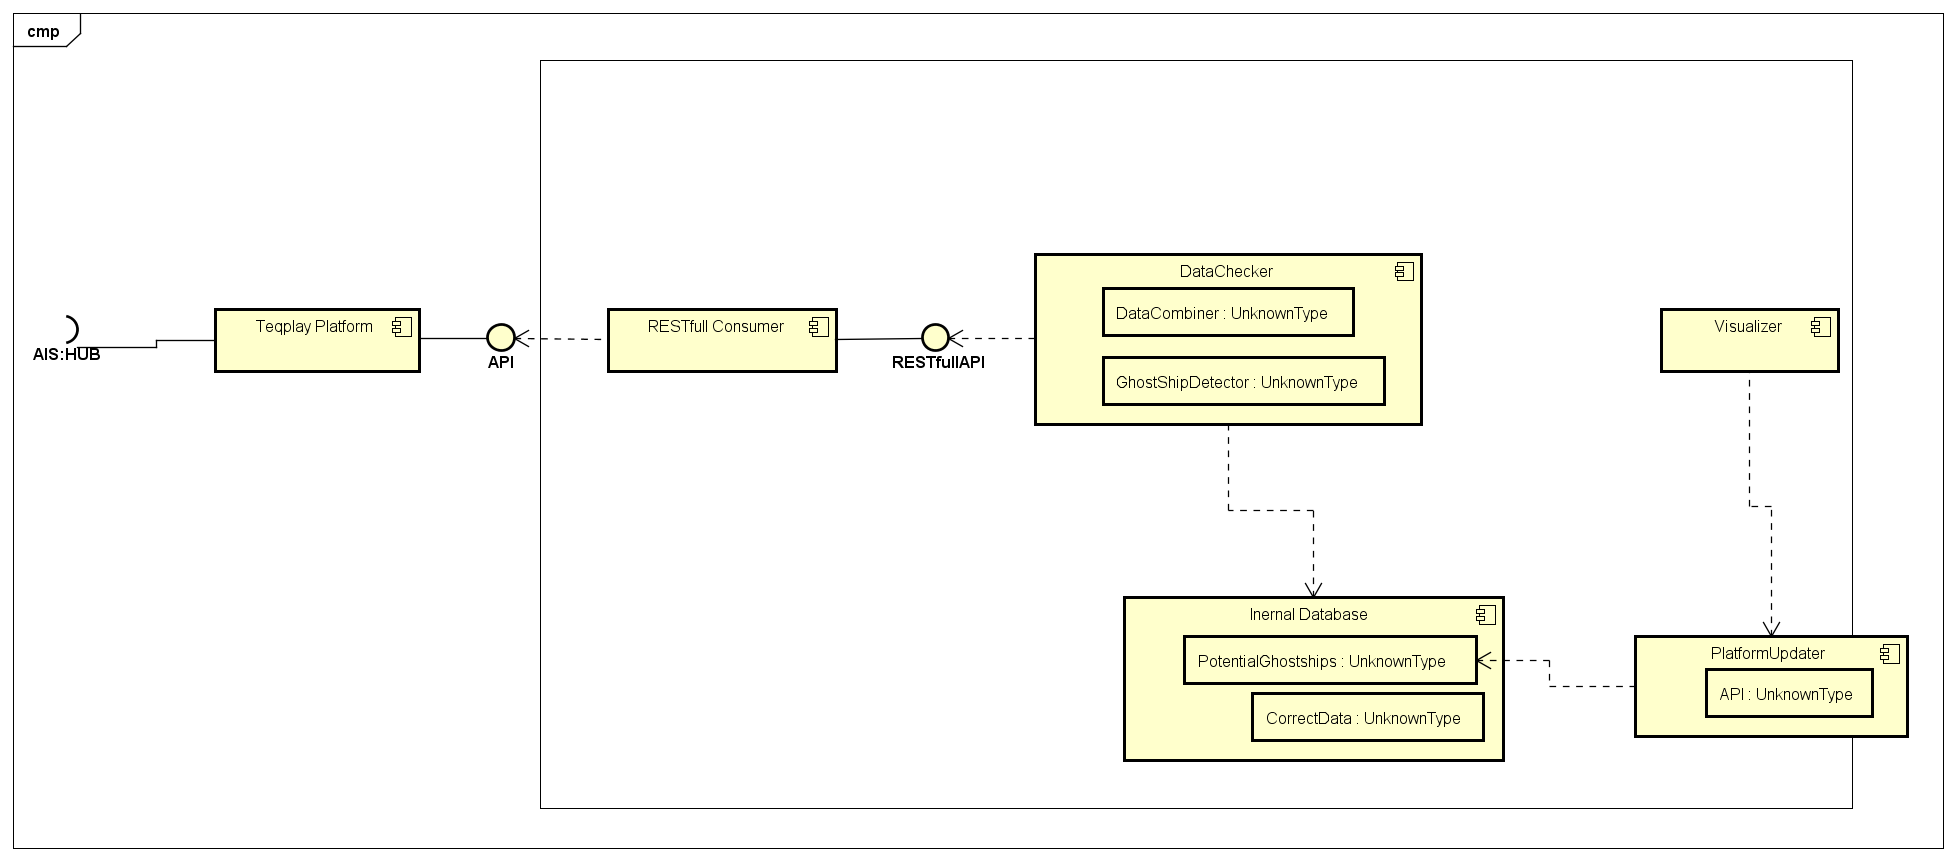 cmp
AIS:HUB
Teqplay Platform
API
RESTfull Consumer
RESTfullAPI
DataChecker
DataCombiner : UnknownType
GhostShipDetector : UnknownType
Visualizer
Inernal Database
PotentialGhostships : UnknownType
CorrectData : UnknownType
PlatformUpdater
API : UnknownType